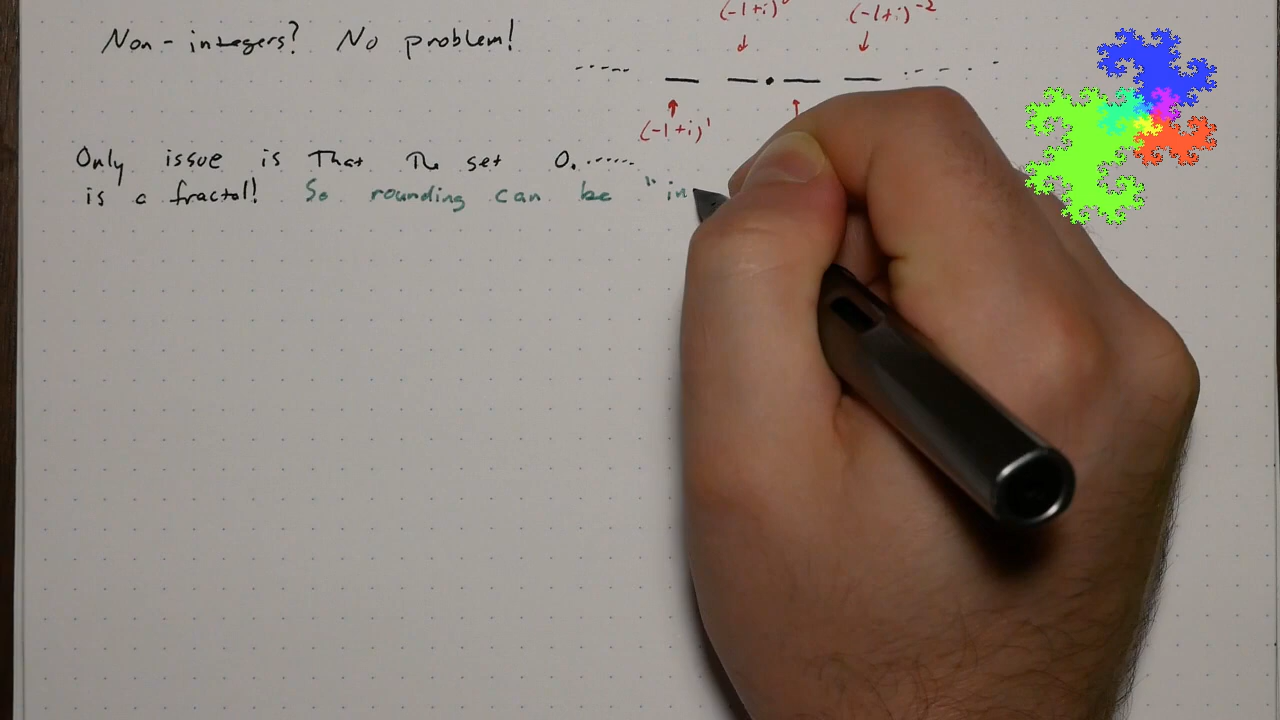 (-1+i)⁰ (-1+i)⁻²
Non-integers? No problem!
(-1+i)¹
Only issue is that the set 0.......
is a fractal! So rounding can be "in